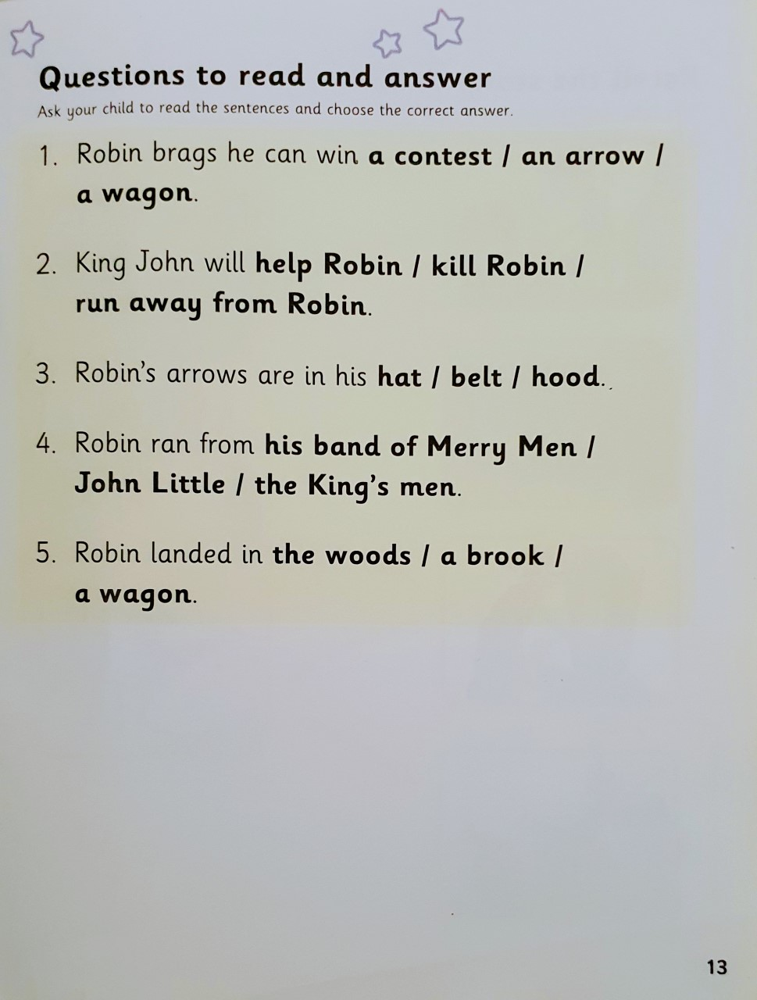 Questions to read and answer
Ask your child to read the sentences and choose the correct answer.
1. Robin brags he can win a contest / an arrow /
a wagon.
2. King John will help Robin / kill Robin /
run away from Robin.
3. Robin's arrows are in his hat / belt / hood.
4. Robin ran from his band of Merry Men /
John Little / the King's men.
5. Robin landed in the woods / a brook /
a wagon.
13